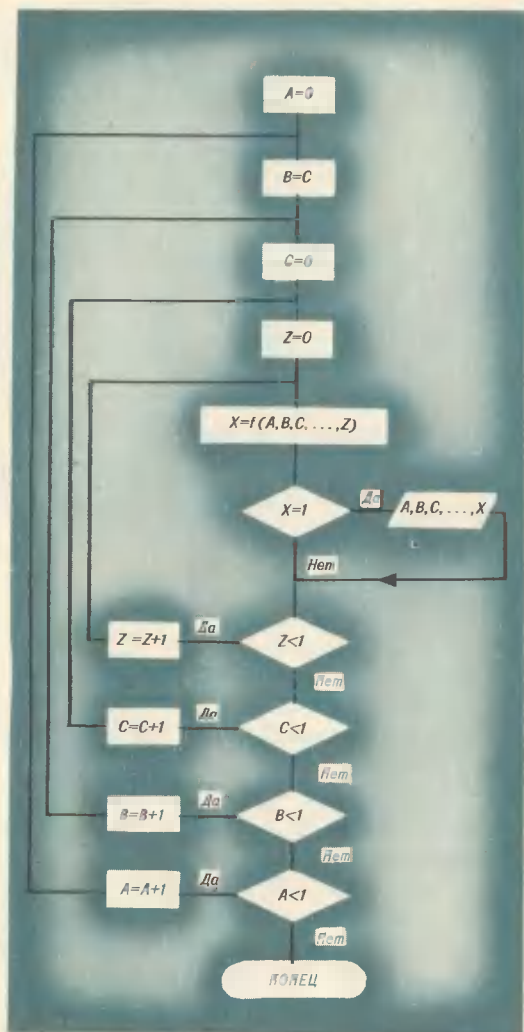 A=0
B=C
C=0
Z=0
X=f(A,B,C,...,Z)
X=1
Да
A,B,C,...,X
Нет
Z<1
Да
Z=Z+1
Нет
C<1
Да
C=C+1
Нет
B<1
Да
B=B+1
Нет
A<1
Да
A=A+1
Нет
КОНЕЦ